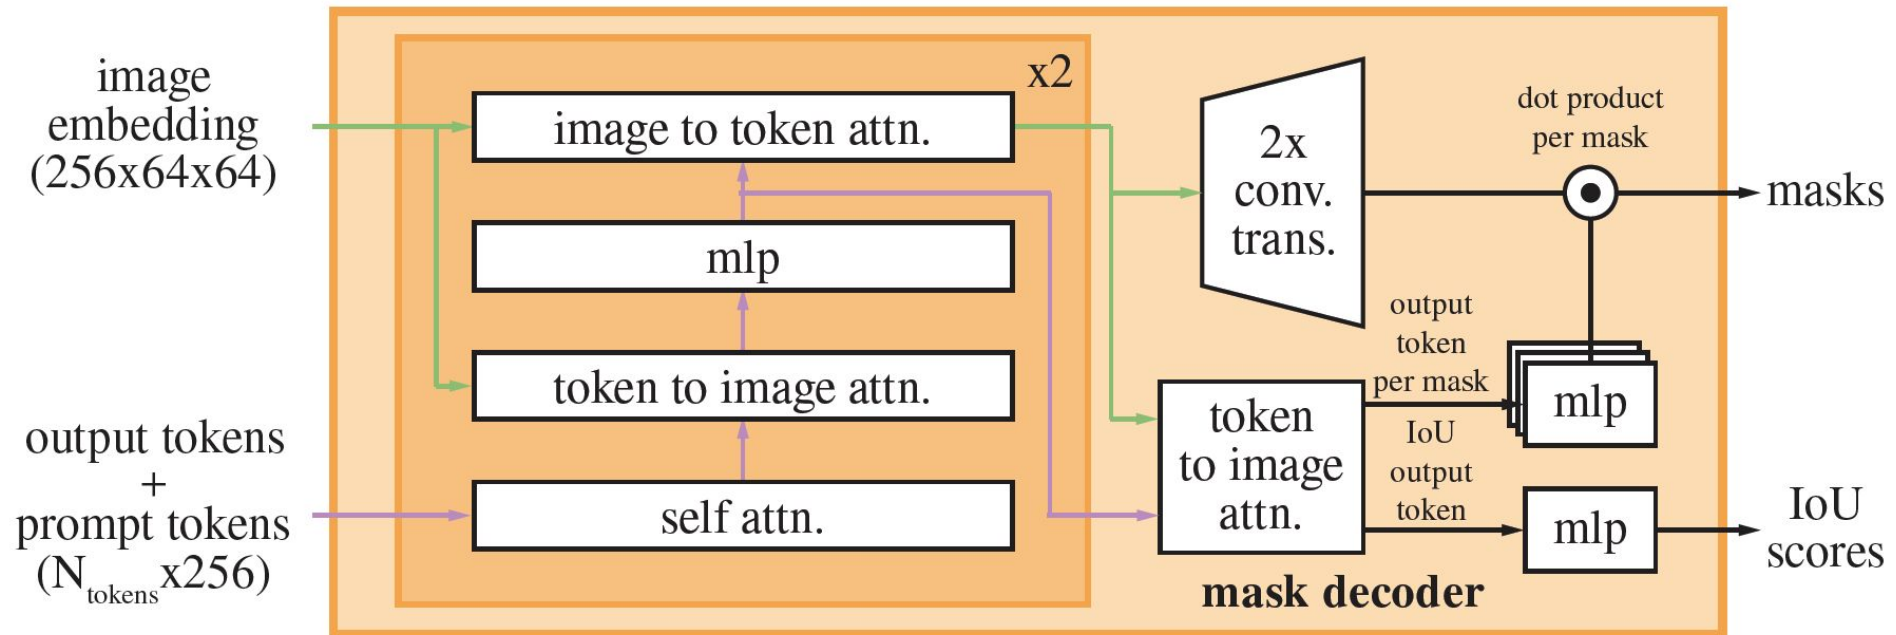 image
embedding
(256x64x64)
output tokens
+
prompt tokens
(N_tokens x256)
x2
image to token attn.
mlp
token to image attn.
self attn.
2x
conv.
trans.
dot product
per mask
masks
output
token
per mask
mlp
token
to image
attn.
IoU
output
token
mlp
IoU
scores
mask decoder